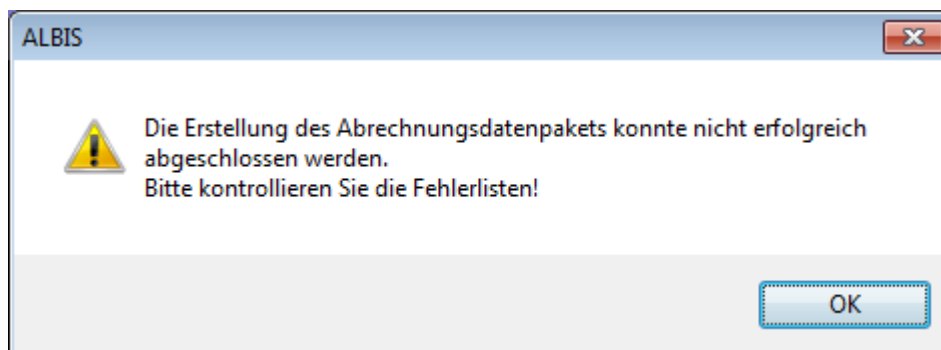 ALBIS
Die Erstellung des Abrechnungsdatenpakets konnte nicht erfolgreich
abgeschlossen werden.
Bitte kontrollieren Sie die Fehlerlisten!
OK